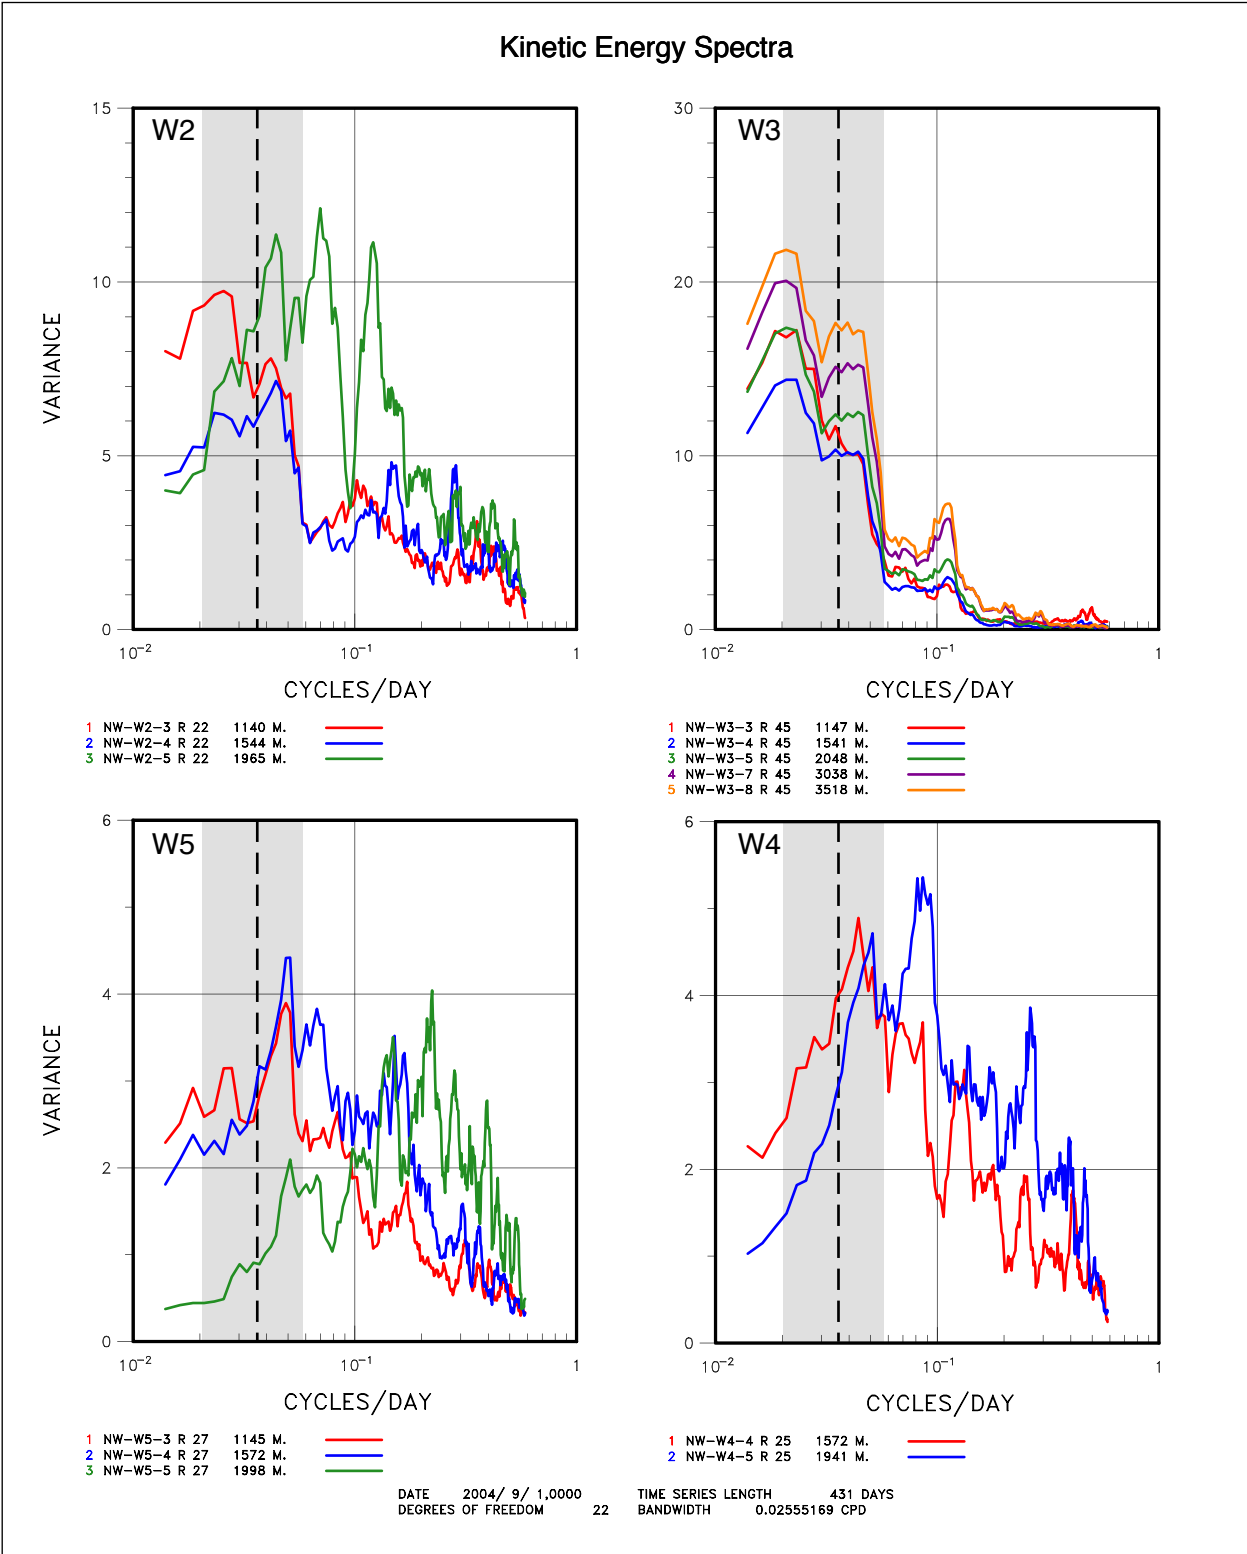 Kinetic Energy Spectra
W2
15
10
5
0
VARIANCE
10⁻²
10⁻¹
1
CYCLES/DAY
1 NW-W2-3 R 22 1140 M.
2 NW-W2-4 R 22 1544 M.
3 NW-W2-5 R 22 1965 M.
W3
30
20
10
0
10⁻²
10⁻¹
1
CYCLES/DAY
1 NW-W3-3 R 45 1147 M.
2 NW-W3-4 R 45 1541 M.
3 NW-W3-5 R 45 2048 M.
4 NW-W3-7 R 45 3038 M.
5 NW-W3-8 R 45 3518 M.
W5
6
4
2
0
VARIANCE
10⁻²
10⁻¹
1
CYCLES/DAY
1 NW-W5-3 R 27 1145 M.
2 NW-W5-4 R 27 1572 M.
3 NW-W5-5 R 27 1998 M.
W4
6
4
2
0
10⁻²
10⁻¹
1
CYCLES/DAY
1 NW-W4-4 R 25 1572 M.
2 NW-W4-5 R 25 1941 M.
DATE 2004/ 9/ 1,0000 TIME SERIES LENGTH 431 DAYS
DEGREES OF FREEDOM 22 BANDWIDTH 0.02555169 CPD